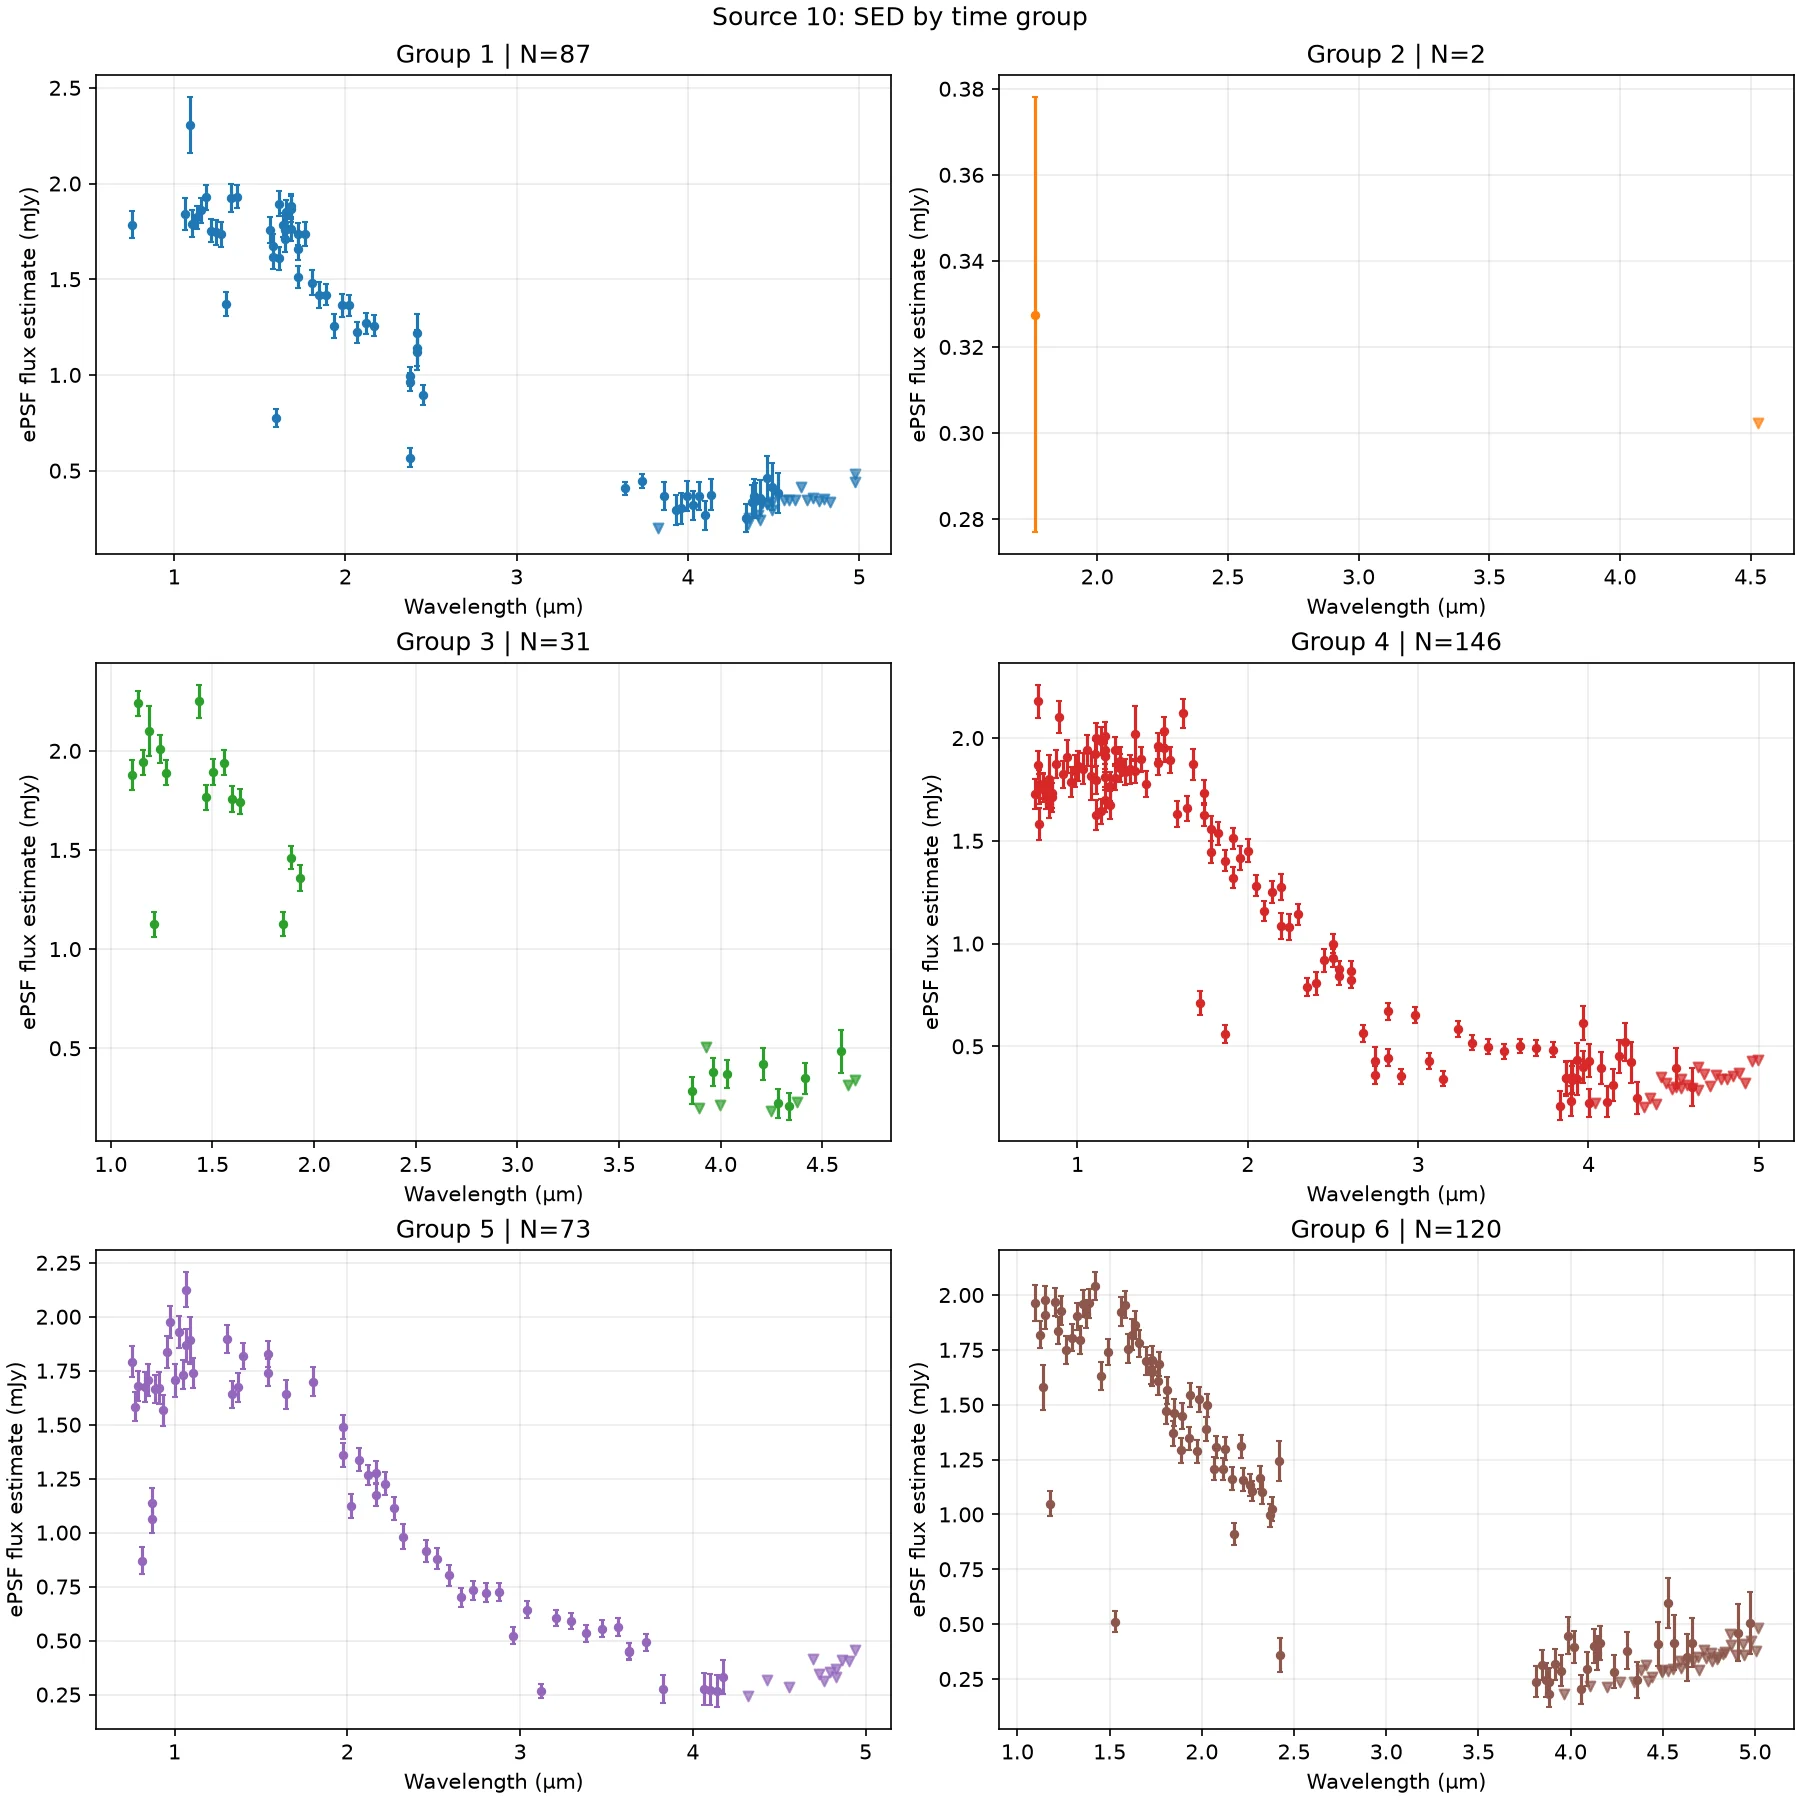 Source 10: SED by time group
Group 1 | N=87
2.5
2.0
1.5
1.0
0.5
ePSF flux estimate (mJy)
1 2 3 4 5
Wavelength (μm)
Group 2 | N=2
0.38
0.36
0.34
0.32
0.30
0.28
ePSF flux estimate (mJy)
2.0 2.5 3.0 3.5 4.0 4.5
Wavelength (μm)
Group 3 | N=31
2.0
1.5
1.0
0.5
ePSF flux estimate (mJy)
1.0 1.5 2.0 2.5 3.0 3.5 4.0 4.5
Wavelength (μm)
Group 4 | N=146
2.0
1.5
1.0
0.5
ePSF flux estimate (mJy)
1 2 3 4 5
Wavelength (μm)
Group 5 | N=73
2.25
2.00
1.75
1.50
1.25
1.00
0.75
0.50
0.25
ePSF flux estimate (mJy)
1 2 3 4 5
Wavelength (μm)
Group 6 | N=120
2.00
1.75
1.50
1.25
1.00
0.75
0.50
0.25
ePSF flux estimate (mJy)
1.0 1.5 2.0 2.5 3.0 3.5 4.0 4.5 5.0
Wavelength (μm)